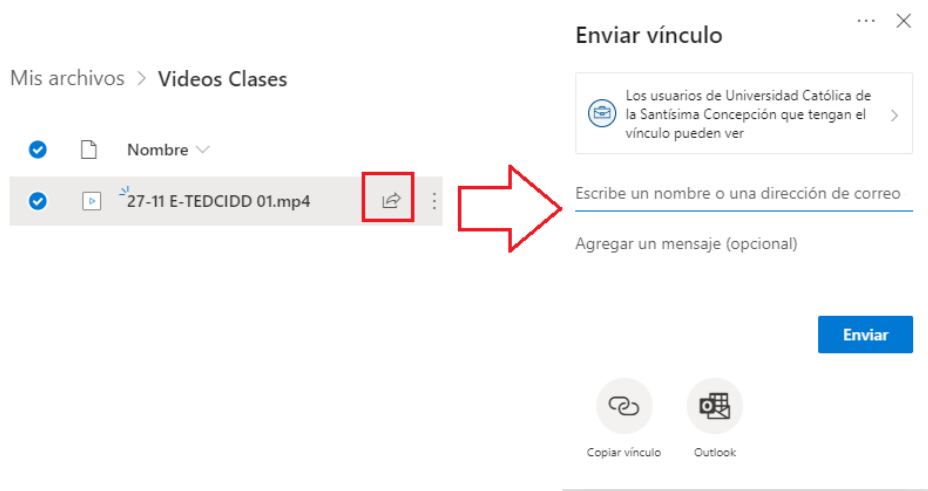 Mis archivos > Videos Clases
Nombre
27-11 E-TEDCIDD 01.mp4
Enviar vínculo
Los usuarios de Universidad Católica de
la Santísima Concepción que tengan el
vínculo pueden ver
Escribe un nombre o una dirección de correo
Agregar un mensaje (opcional)
Enviar
Copiar vínculo
Outlook